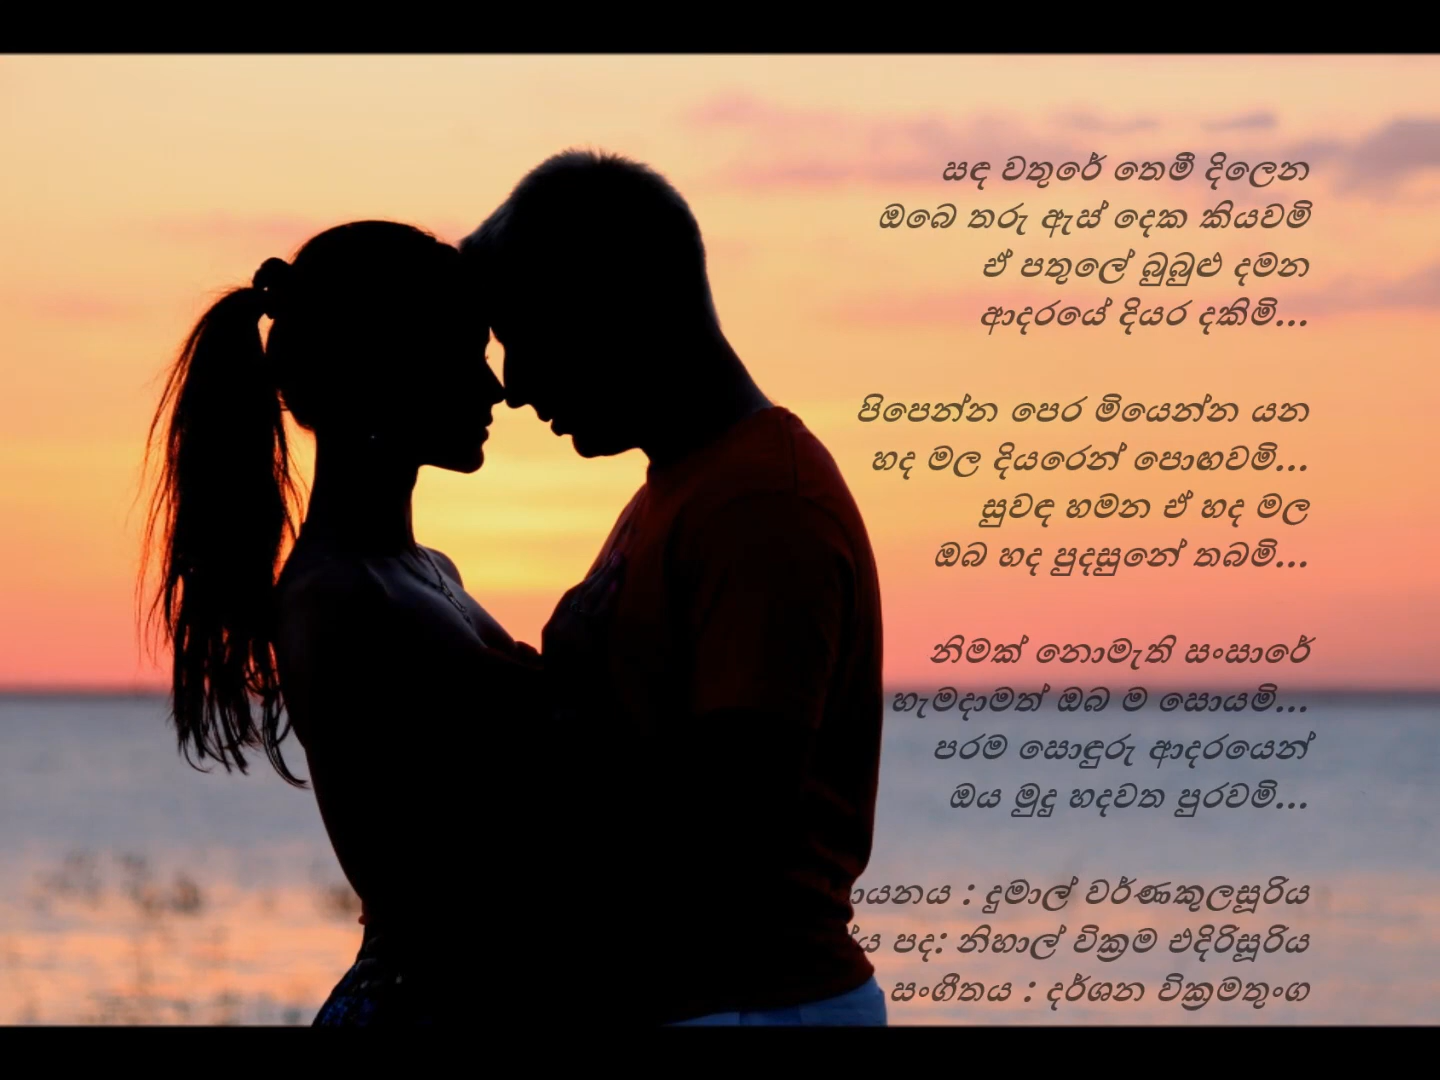 සඳ වතුරේ තෙමී දිලෙන
ඔබෙ තරු ඇස් දෙක කියවමි
ඒ පතුලේ බුබුළු දමන
ආදරයේ දියර දකිමි...
පිපෙන්න පෙර මියෙන්න යන
හද මල දියරෙන් පොඟවමි...
සුවඳ හමන ඒ හද මල
ඔබ හද පුදසුනේ තබමි...
නිමක් නොමැති සංසාරේ
හැමදාමත් ඔබ ම සොයමි...
පරම සොඳුරු ආදරයෙන්
ඔය මුදු හදවත පුරවමි...
: දුමාල් වර්ණකුලසූරිය
පද: නිහාල් වික්‍රම එදිරිසූරිය
සංගීතය : දර්ශන වික්‍රමතුංග